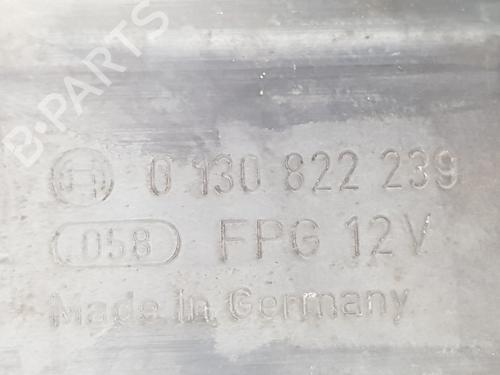 B-PARTS
0 130 822 239
058 FPG 12V
Made in Germany